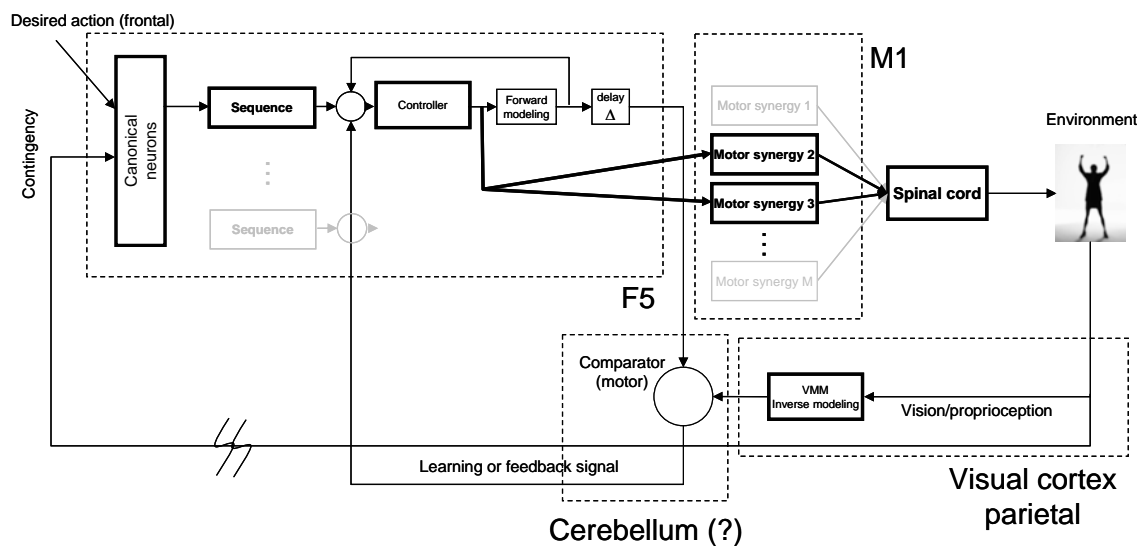 Desired action (frontal)
Contingency
Canonical
neurons
Sequence
Sequence
Controller
Forward
modeling
delay
Δ
F5
M1
Motor synergy 1
Motor synergy 2
Motor synergy 3
Motor synergy M
Spinal cord
Environment
Comparator
(motor)
VMM
Inverse modeling
Vision/proprioception
Learning or feedback signal
Visual cortex
parietal
Cerebellum (?)